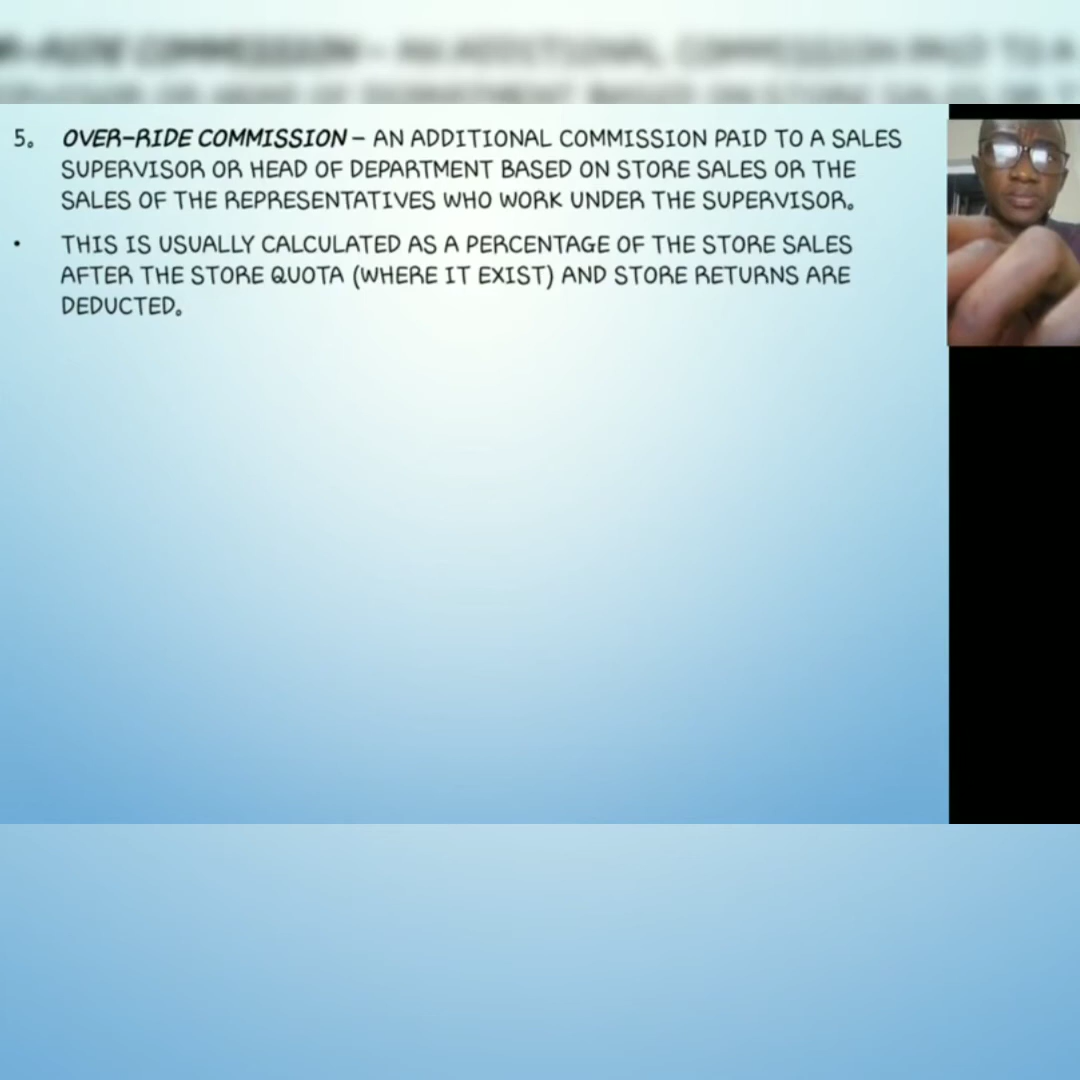 5. OVER-RIDE COMMISSION – AN ADDITIONAL COMMISSION PAID TO A SALES
SUPERVISOR OR HEAD OF DEPARTMENT BASED ON STORE SALES OR THE
SALES OF THE REPRESENTATIVES WHO WORK UNDER THE SUPERVISOR.
• THIS IS USUALLY CALCULATED AS A PERCENTAGE OF THE STORE SALES
AFTER THE STORE QUOTA (WHERE IT EXIST) AND STORE RETURNS ARE
DEDUCTED.